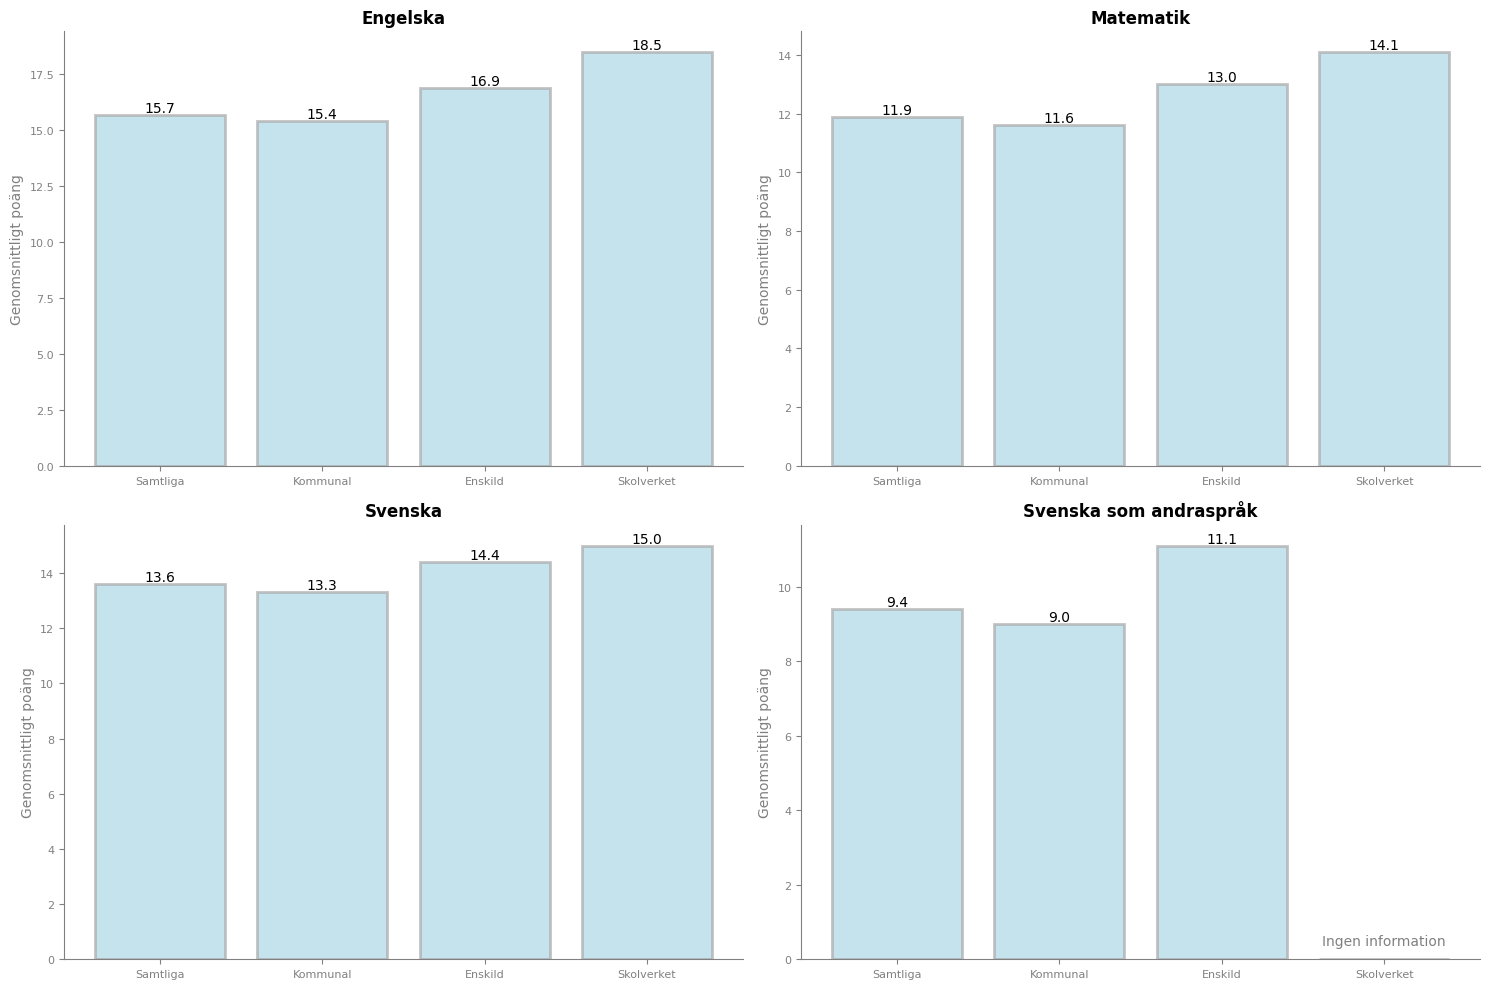 Engelska
Genomsnittligt poäng
17.5
15.0
12.5
10.0
7.5
5.0
2.5
0.0
15.7
15.4
16.9
18.5
Samtliga
Kommunal
Enskild
Skolverket
Matematik
Genomsnittligt poäng
14
12
10
8
6
4
2
0
11.9
11.6
13.0
14.1
Samtliga
Kommunal
Enskild
Skolverket
Svenska
Genomsnittligt poäng
14
12
10
8
6
4
2
0
13.6
13.3
14.4
15.0
Samtliga
Kommunal
Enskild
Skolverket
Svenska som andraspråk
Genomsnittligt poäng
10
8
6
4
2
0
9.4
9.0
11.1
Ingen information
Samtliga
Kommunal
Enskild
Skolverket